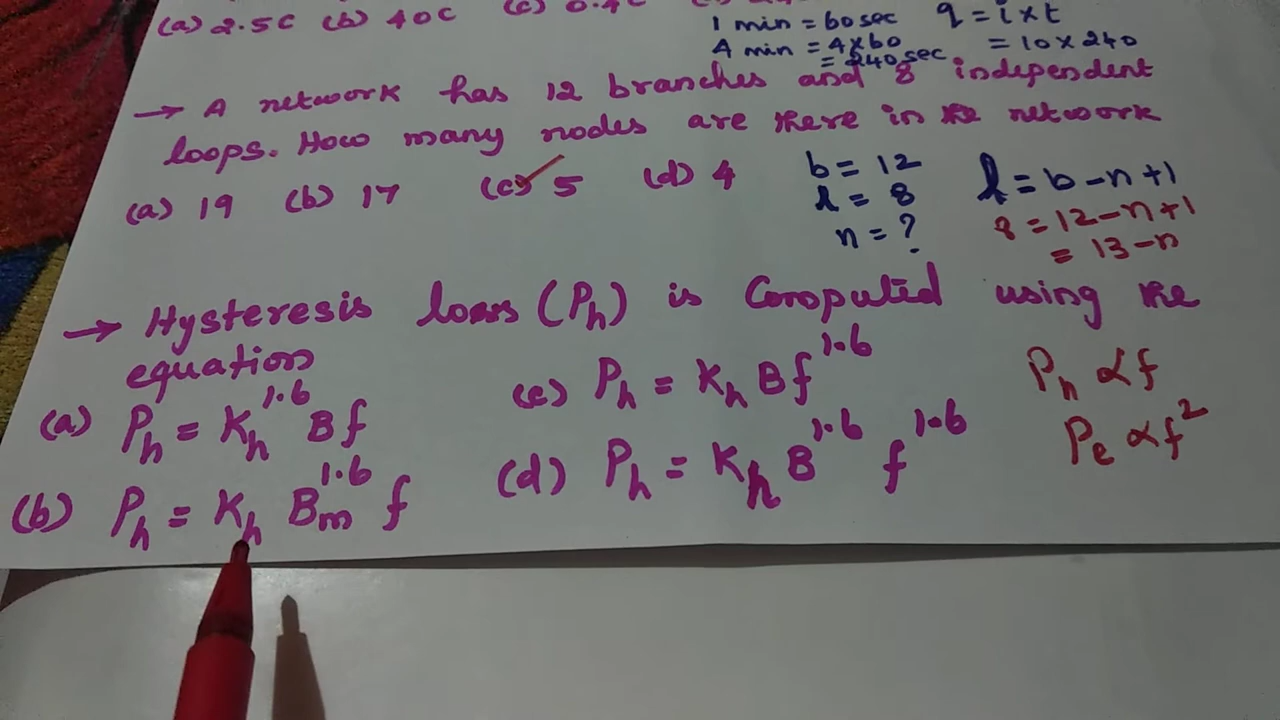 (a) 2.5C (b) 40C (c) 0.4C
1 min = 60 sec q = i×t
4 min = 4×60 = 10×240
= 240 sec
→ A network has 12 branches and 8 independent
loops. How many nodes are there in the network
(a) 19 (b) 17 (c) 5 (d) 4
b = 12
l = 8
n = ?
l = b-n+1
8 = 12-n+1
= 13-n
→ Hysteresis loss (Ph) is Computed using the
equation
(a) Ph = Kh^1.6 B f
(b) Ph = Kh Bm^1.6 f
(c) Ph = Kh B f^1.6
(d) Ph = Kh B^1.6 f^1.6
Ph ∝ f
Pe ∝ f²